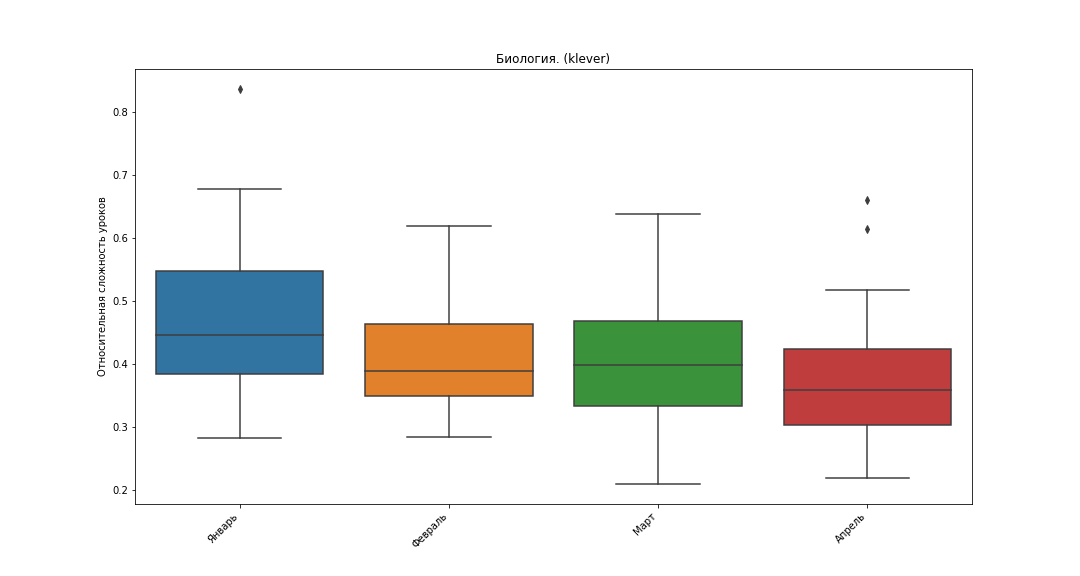 Биология. (klever)
Относительная сложность уроков
0.8
0.7
0.6
0.5
0.4
0.3
0.2
Январь
Февраль
Март
Апрель